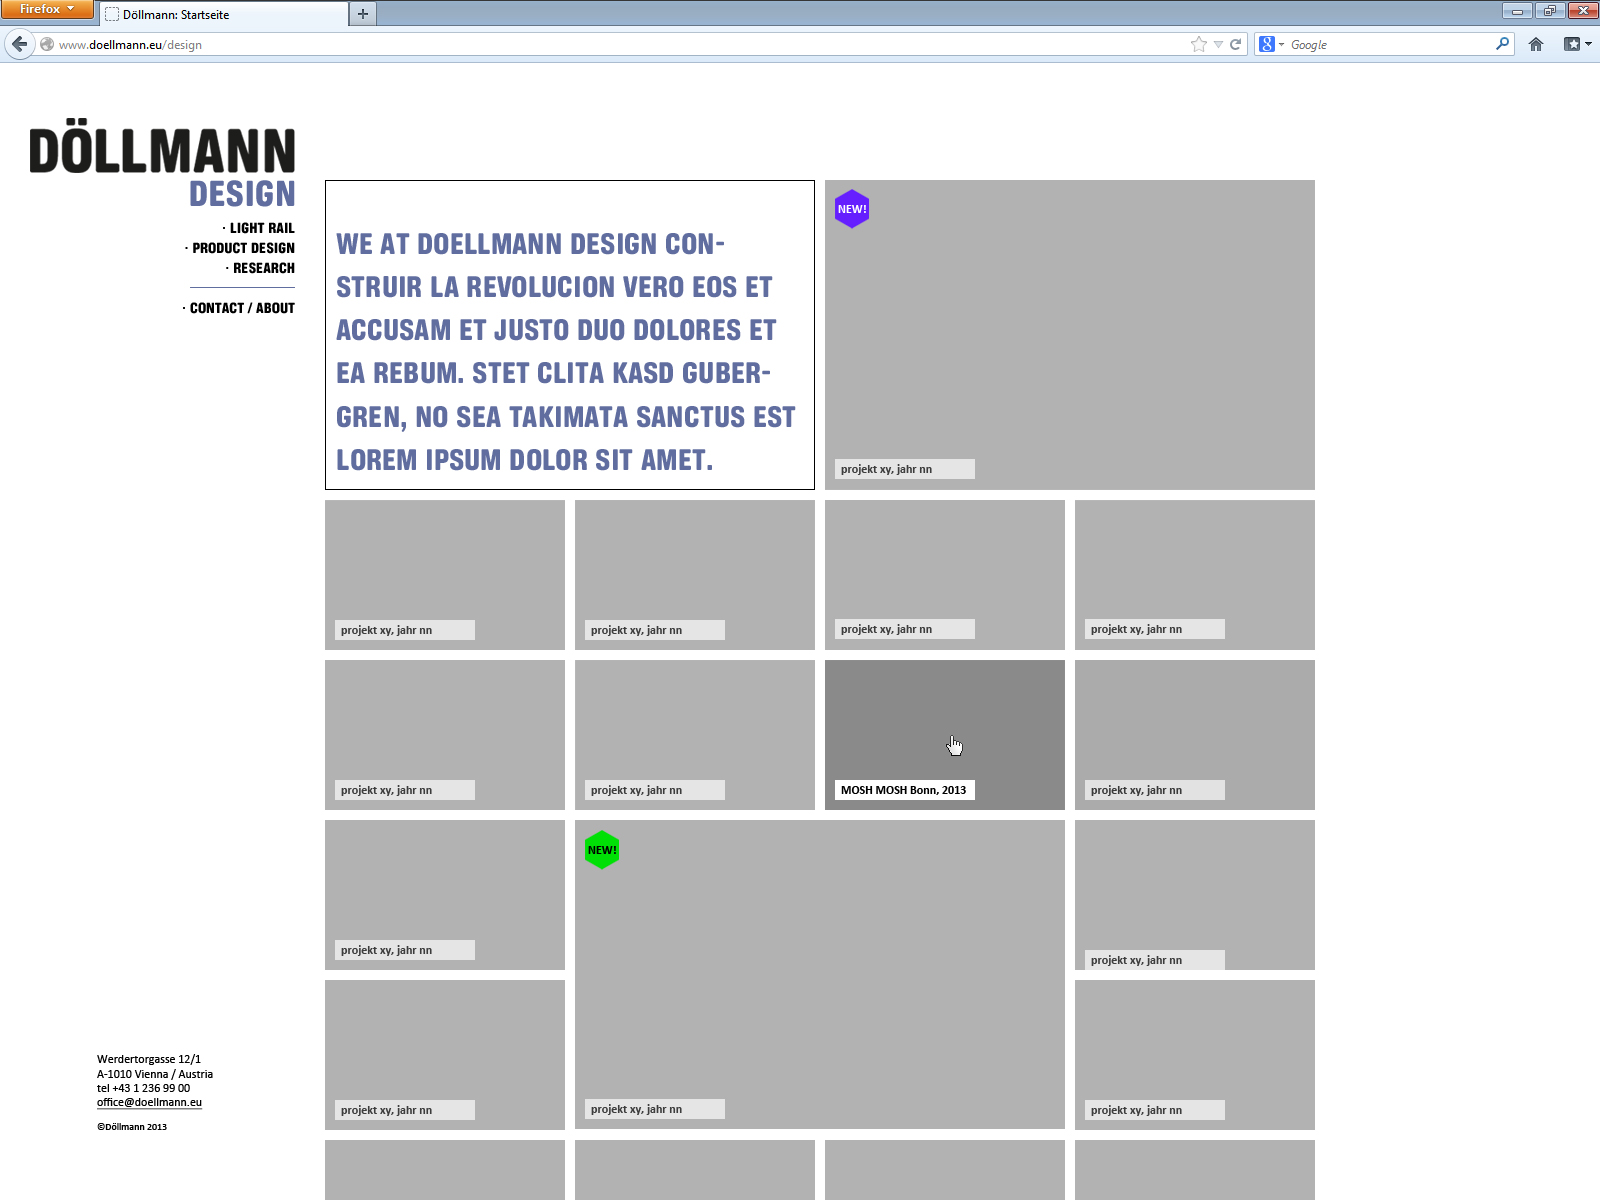 Firefox
Döllmann: Startseite
www.doellmann.eu/design
Google
DÖLLMANN
DESIGN
· LIGHT RAIL
· PRODUCT DESIGN
· RESEARCH
· CONTACT / ABOUT
WE AT DOELLMANN DESIGN CON-
STRUIR LA REVOLUCION VERO EOS ET
ACCUSAM ET JUSTO DUO DOLORES ET
EA REBUM. STET CLITA KASD GUBER-
GREN, NO SEA TAKIMATA SANCTUS EST
LOREM IPSUM DOLOR SIT AMET.
NEW!
projekt xy, jahr nn
projekt xy, jahr nn
projekt xy, jahr nn
projekt xy, jahr nn
projekt xy, jahr nn
projekt xy, jahr nn
projekt xy, jahr nn
MOSH MOSH Bonn, 2013
projekt xy, jahr nn
projekt xy, jahr nn
NEW!
projekt xy, jahr nn
projekt xy, jahr nn
projekt xy, jahr nn
projekt xy, jahr nn
Werdertorgasse 12/1
A-1010 Vienna / Austria
tel +43 1 236 99 00
office@doellmann.eu
©Döllmann 2013